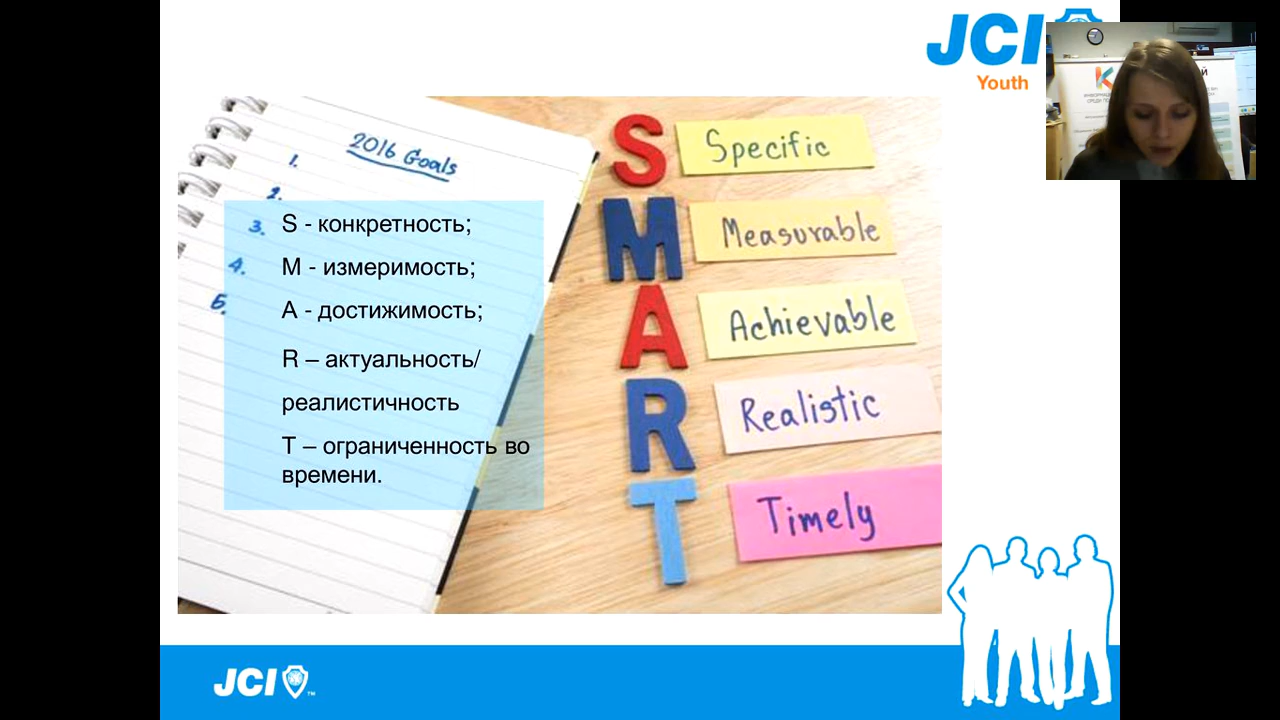 JCI
Youth
2016 Goals
1.
2.
3.
4.
5.
S - конкретность;
M - измеримость;
A - достижимость;
R – актуальность/
реалистичность
T – ограниченность во
времени.
S Specific
M Measurable
A Achievable
R Realistic
T Timely
JCI